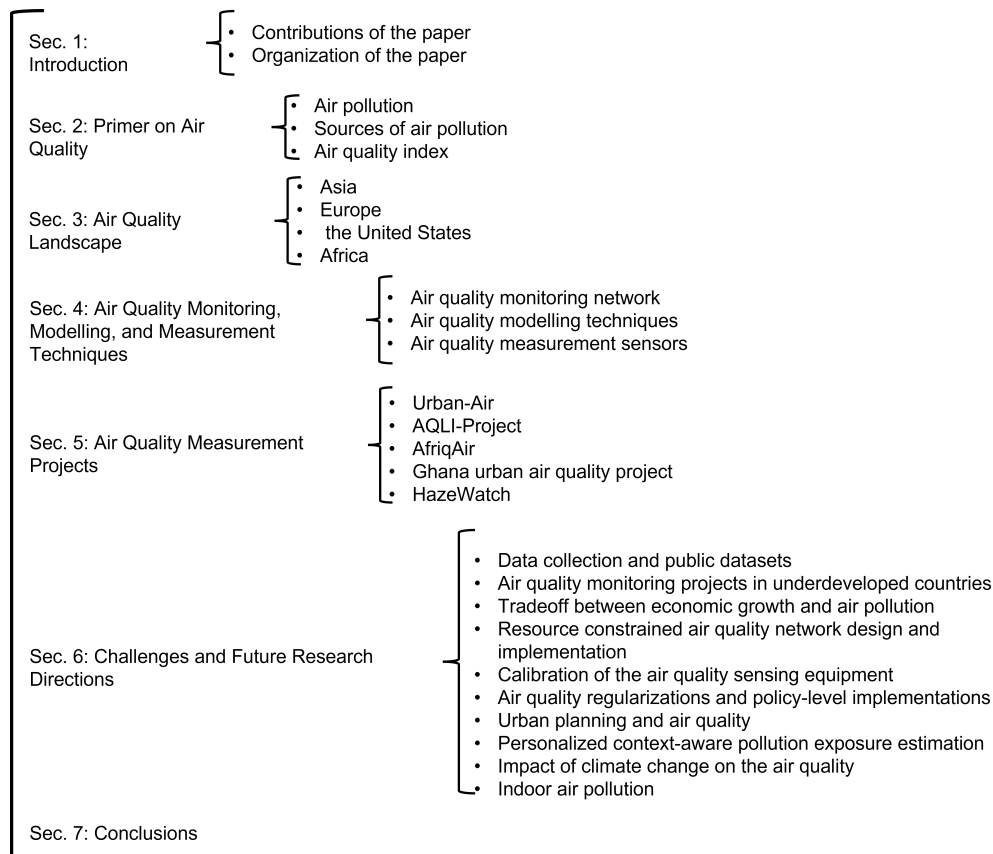 Sec. 1:
Introduction
• Contributions of the paper
• Organization of the paper
Sec. 2: Primer on Air
Quality
• Air pollution
• Sources of air pollution
• Air quality index
Sec. 3: Air Quality
Landscape
• Asia
• Europe
• the United States
• Africa
Sec. 4: Air Quality Monitoring,
Modelling, and Measurement
Techniques
• Air quality monitoring network
• Air quality modelling techniques
• Air quality measurement sensors
Sec. 5: Air Quality Measurement
Projects
• Urban-Air
• AQLI-Project
• AfriqAir
• Ghana urban air quality project
• HazeWatch
Sec. 6: Challenges and Future Research
Directions
• Data collection and public datasets
• Air quality monitoring projects in underdeveloped countries
• Tradeoff between economic growth and air pollution
• Resource constrained air quality network design and
implementation
• Calibration of the air quality sensing equipment
• Air quality regularizations and policy-level implementations
• Urban planning and air quality
• Personalized context-aware pollution exposure estimation
• Impact of climate change on the air quality
• Indoor air pollution
Sec. 7: Conclusions